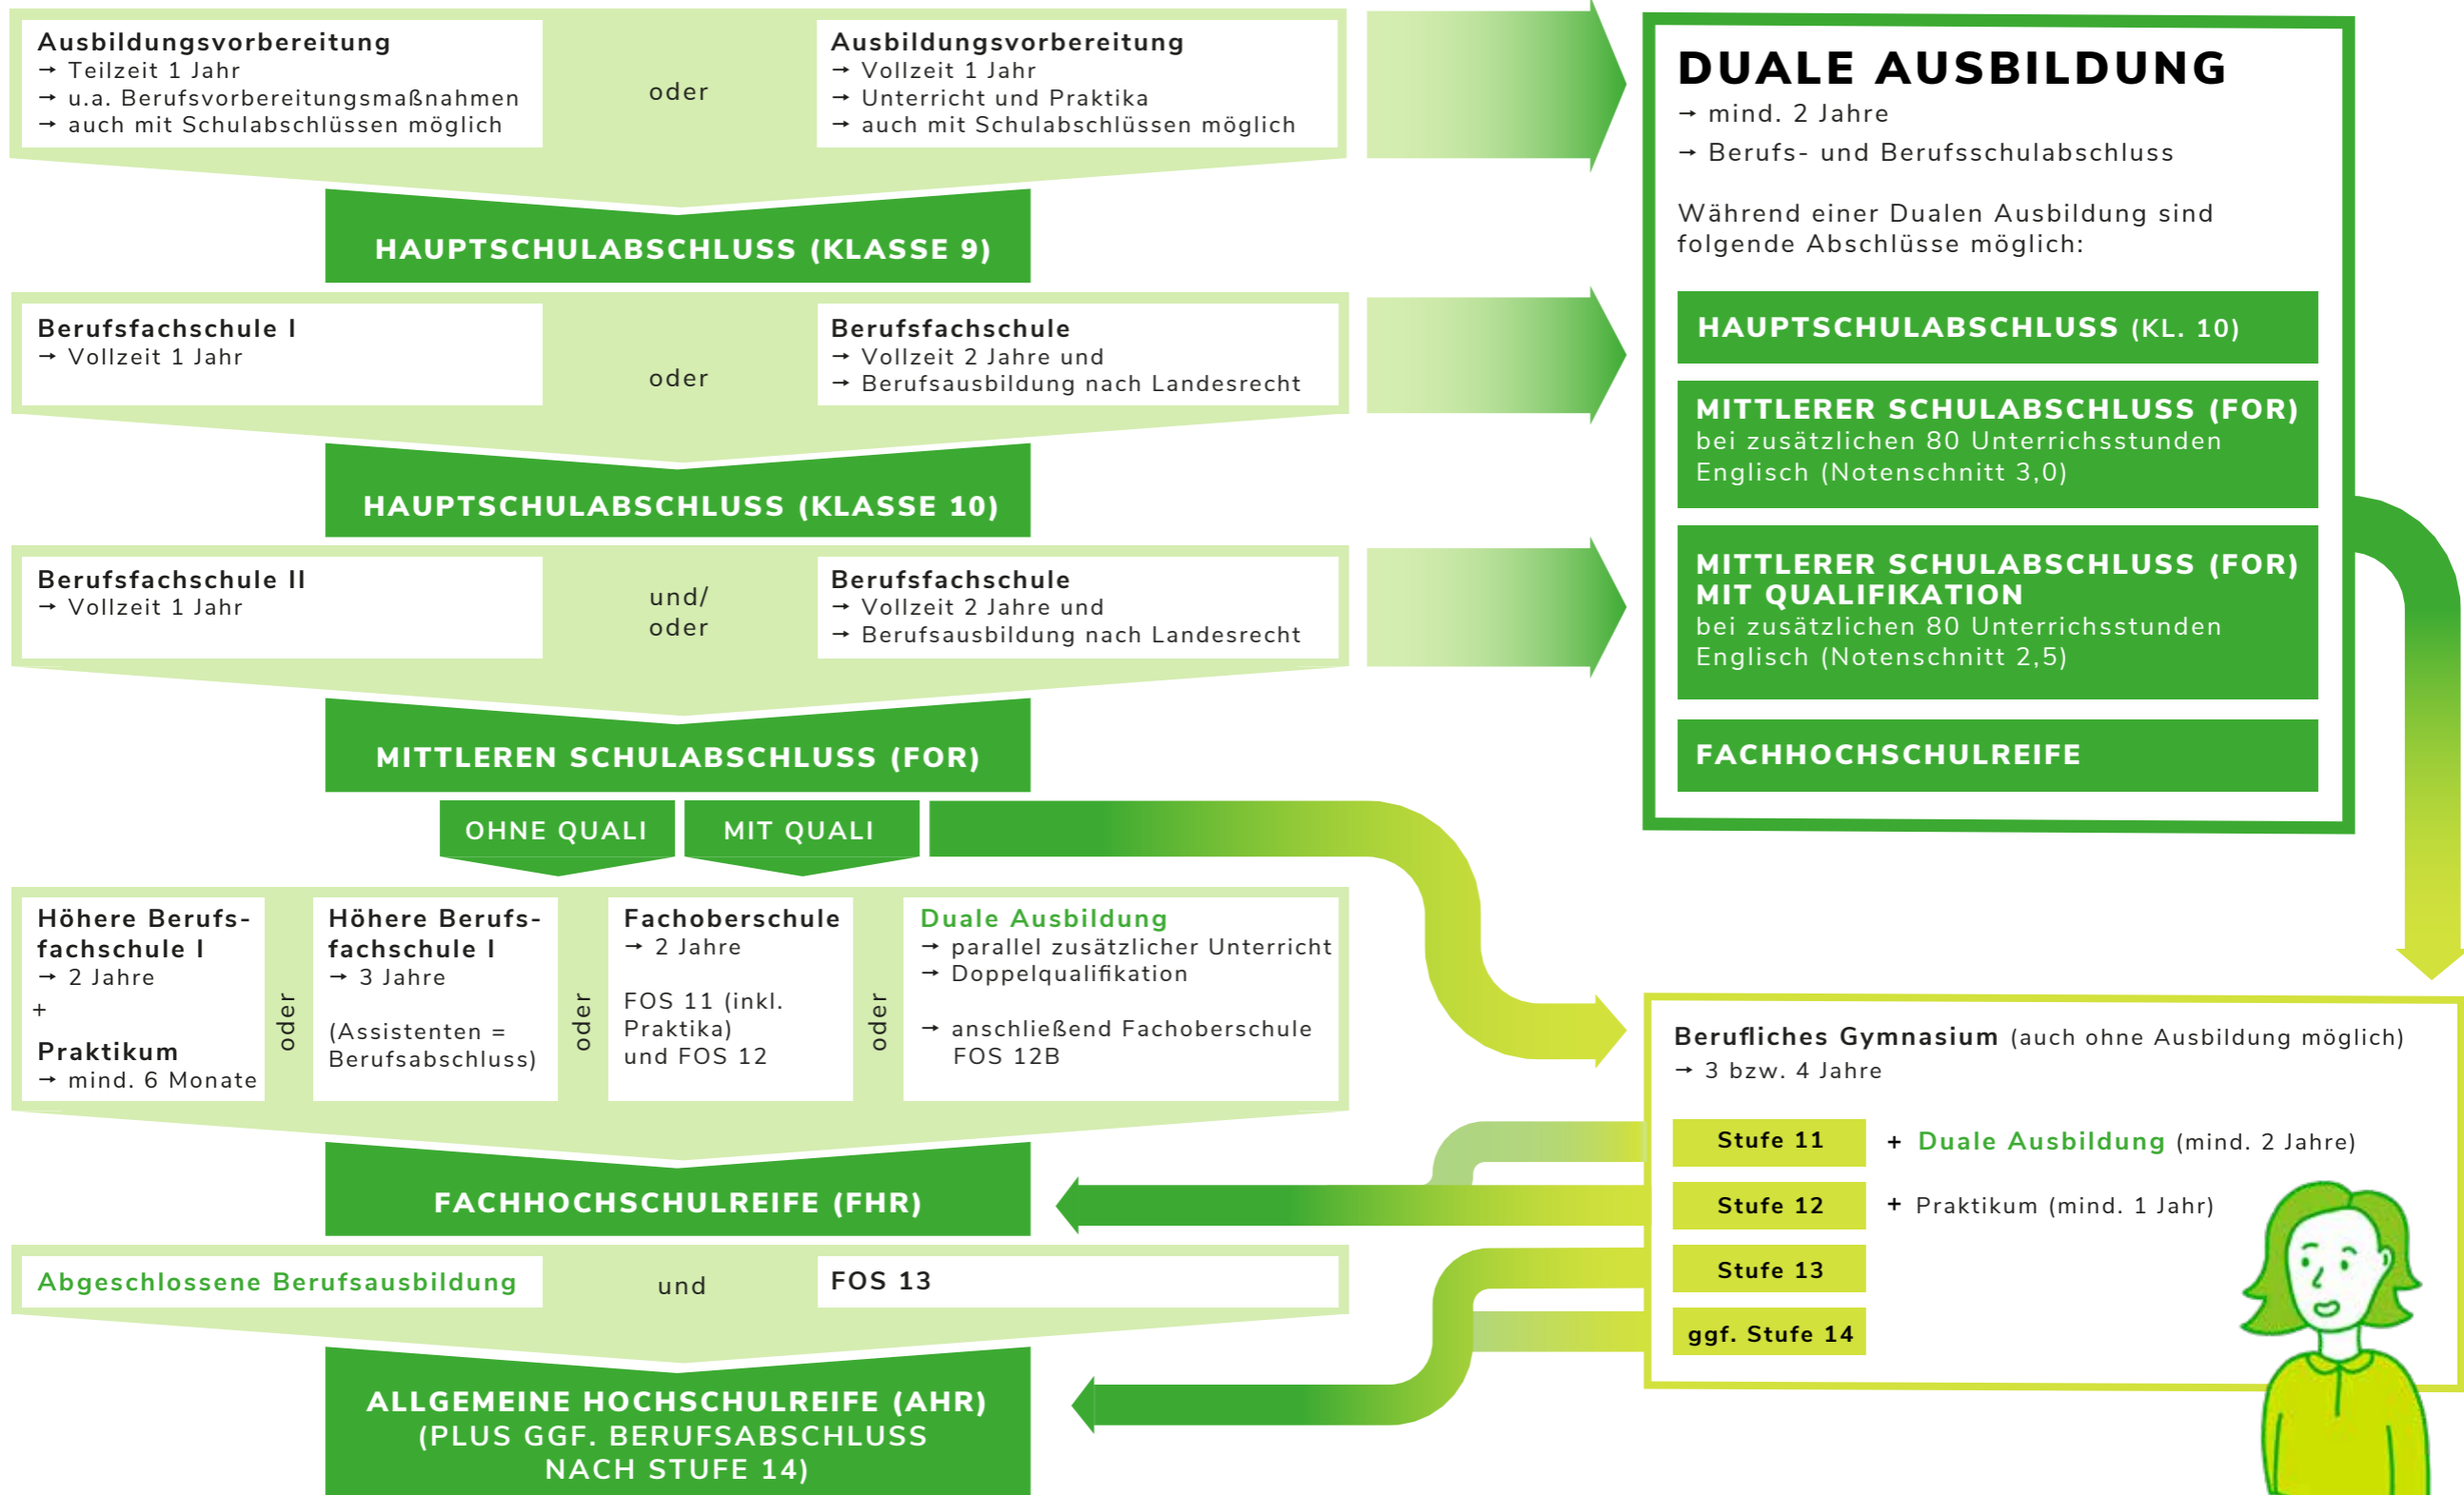 Ausbildungsvorbereitung
→ Teilzeit 1 Jahr
→ u.a. Berufsvorbereitungsmaßnahmen
→ auch mit Schulabschlüssen möglich
oder
Ausbildungsvorbereitung
→ Vollzeit 1 Jahr
→ Unterricht und Praktika
→ auch mit Schulabschlüssen möglich
HAUPTSCHULABSCHLUSS (KLASSE 9)
Berufsfachschule I
→ Vollzeit 1 Jahr
oder
Berufsfachschule
→ Vollzeit 2 Jahre und
→ Berufsausbildung nach Landesrecht
HAUPTSCHULABSCHLUSS (KLASSE 10)
Berufsfachschule II
→ Vollzeit 1 Jahr
und/
oder
Berufsfachschule
→ Vollzeit 2 Jahre und
→ Berufsausbildung nach Landesrecht
MITTLEREN SCHULABSCHLUSS (FOR)
OHNE QUALI
MIT QUALI
Höhere Berufs-
fachschule I
→ 2 Jahre
+
Praktikum
→ mind. 6 Monate
oder
Höhere Berufs-
fachschule I
→ 3 Jahre
(Assistenten =
Berufsabschluss)
oder
Fachoberschule
→ 2 Jahre
FOS 11 (inkl.
Praktika)
und FOS 12
oder
Duale Ausbildung
→ parallel zusätzlicher Unterricht
→ Doppelqualifikation
→ anschließend Fachoberschule
FOS 12B
FACHHOCHSCHULREIFE (FHR)
Abgeschlossene Berufsausbildung
und
FOS 13
ALLGEMEINE HOCHSCHULREIFE (AHR)
(PLUS GGF. BERUFSABSCHLUSS
NACH STUFE 14)
DUALE AUSBILDUNG
→ mind. 2 Jahre
→ Berufs- und Berufsschulabschluss
Während einer Dualen Ausbildung sind
folgende Abschlüsse möglich:
HAUPTSCHULABSCHLUSS (KL. 10)
MITTLERER SCHULABSCHLUSS (FOR)
bei zusätzlichen 80 Unterrichsstunden
Englisch (Notenschnitt 3,0)
MITTLERER SCHULABSCHLUSS (FOR)
MIT QUALIFIKATION
bei zusätzlichen 80 Unterrichsstunden
Englisch (Notenschnitt 2,5)
FACHHOCHSCHULREIFE
Berufliches Gymnasium (auch ohne Ausbildung möglich)
→ 3 bzw. 4 Jahre
Stufe 11 + Duale Ausbildung (mind. 2 Jahre)
Stufe 12 + Praktikum (mind. 1 Jahr)
Stufe 13
ggf. Stufe 14